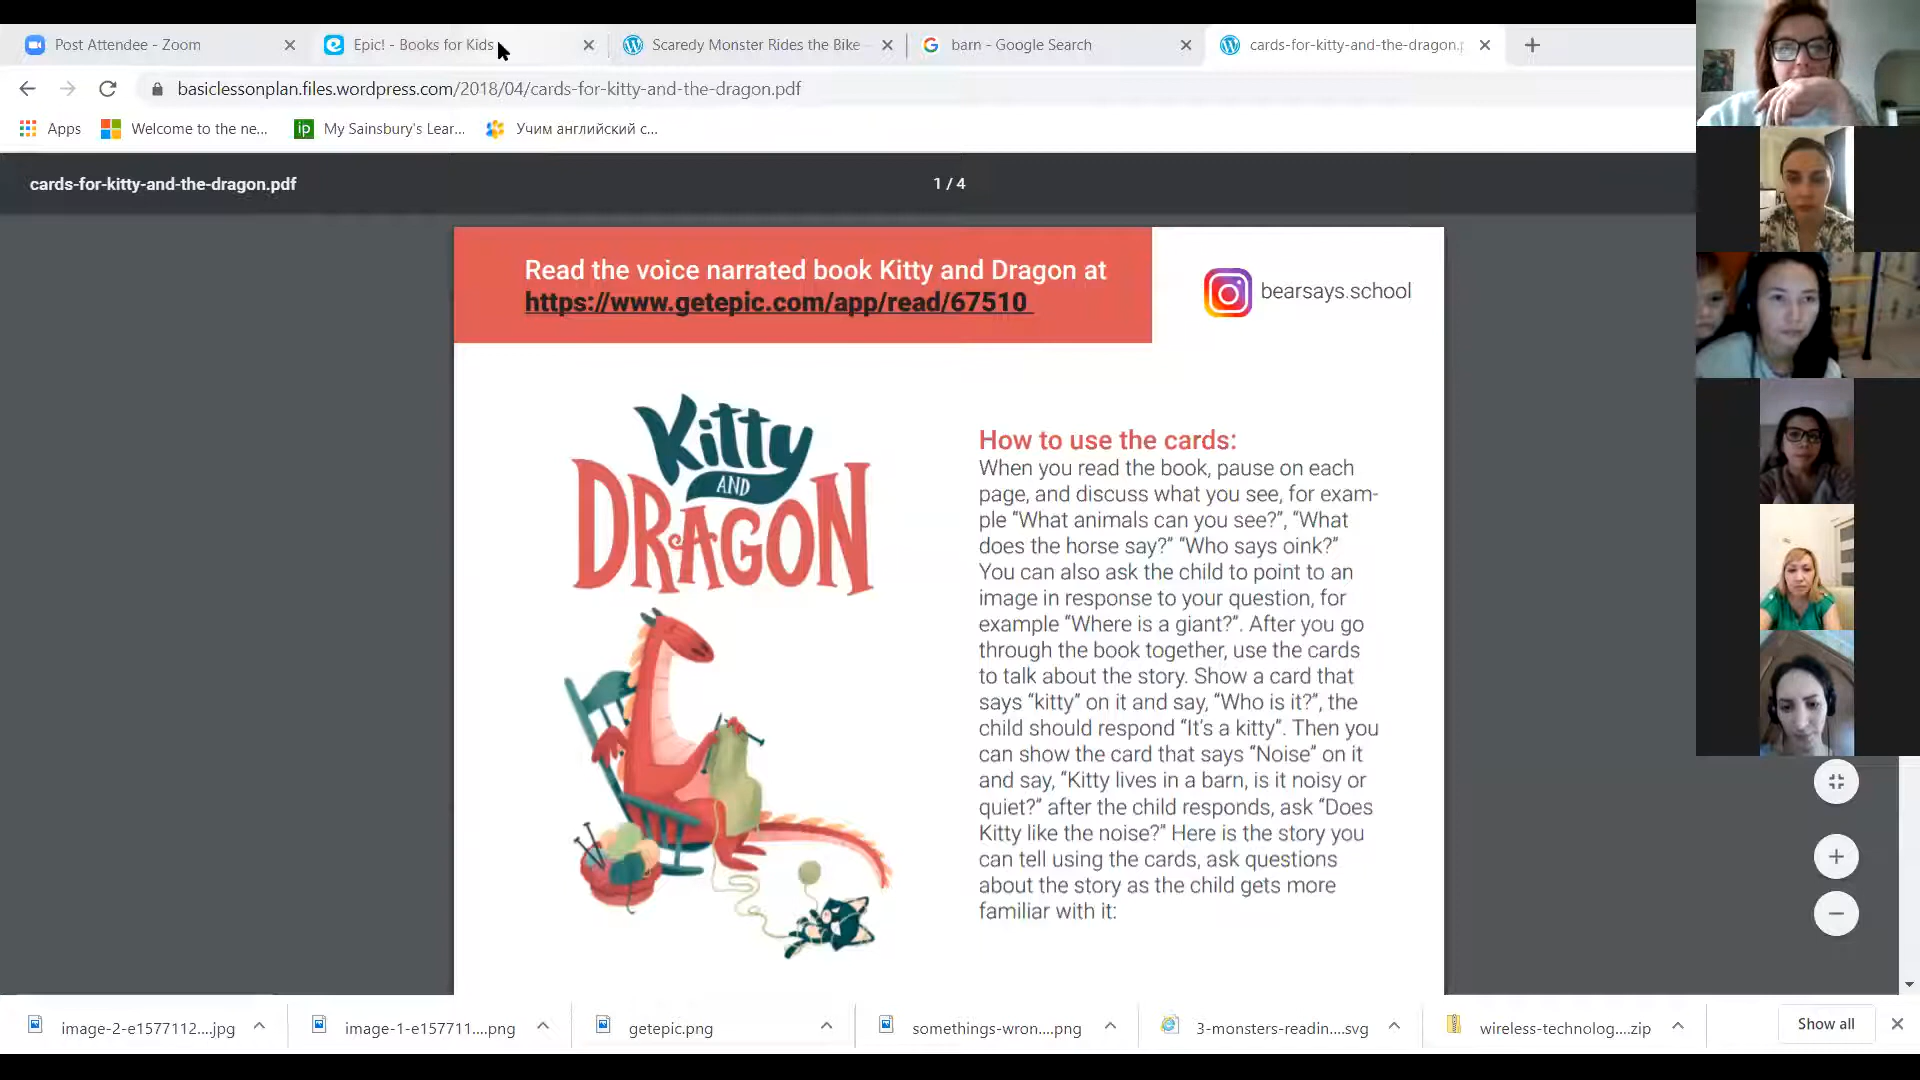 Post Attendee - Zoom
Epic! - Books for Kids
Scaredy Monster Rides the Bike
barn - Google Search
cards-for-kitty-and-the-dragon.p
basiclessonplan.files.wordpress.com/2018/04/cards-for-kitty-and-the-dragon.pdf
Apps
Welcome to the ne...
My Sainsbury's Lear...
Учим английский с...
cards-for-kitty-and-the-dragon.pdf
1 / 4
Read the voice narrated book Kitty and Dragon at
https://www.getepic.com/app/read/67510
bearsays.school
Kitty
AND
DRAGON
How to use the cards:
When you read the book, pause on each
page, and discuss what you see, for exam-
ple “What animals can you see?”, “What
does the horse say?” “Who says oink?”
You can also ask the child to point to an
image in response to your question, for
example “Where is a giant?”. After you go
through the book together, use the cards
to talk about the story. Show a card that
says “kitty” on it and say, “Who is it?”, the
child should respond “It’s a kitty”. Then you
can show the card that says “Noise” on it
and say, “Kitty lives in a barn, is it noisy or
quiet?” after the child responds, ask “Does
Kitty like the noise?” Here is the story you
can tell using the cards, ask questions
about the story as the child gets more
familiar with it:
image-2-e1577112....jpg
image-1-e157711....png
getepic.png
somethings-wron....png
3-monsters-readin....svg
wireless-technolog....zip
Show all